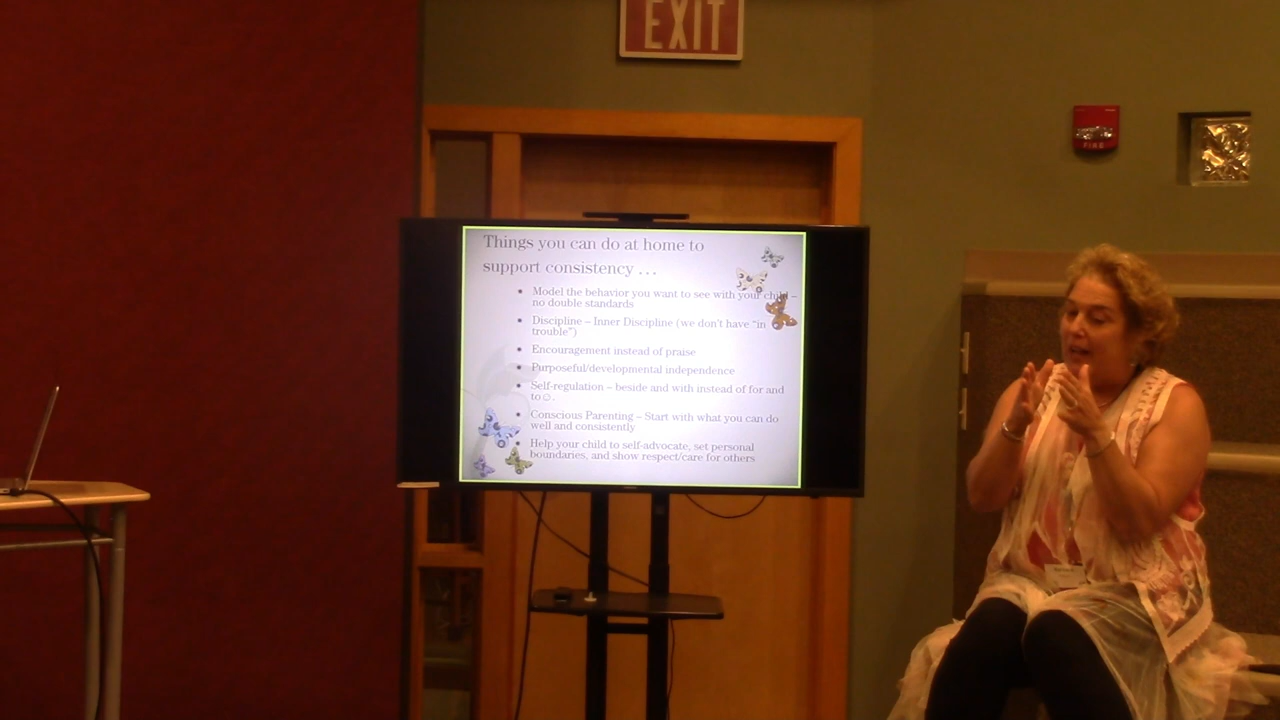 EXIT
FIRE
Things you can do at home to
support consistency ...
• Model the behavior you want to see with your child –
no double standards
• Discipline – Inner Discipline (we don't have "in
trouble")
• Encouragement instead of praise
• Purposeful/developmental independence
• Self-regulation – beside and with instead of for and
to☺.
• Conscious Parenting – Start with what you can do
well and consistently
• Help your child to self-advocate, set personal
boundaries, and show respect/care for others